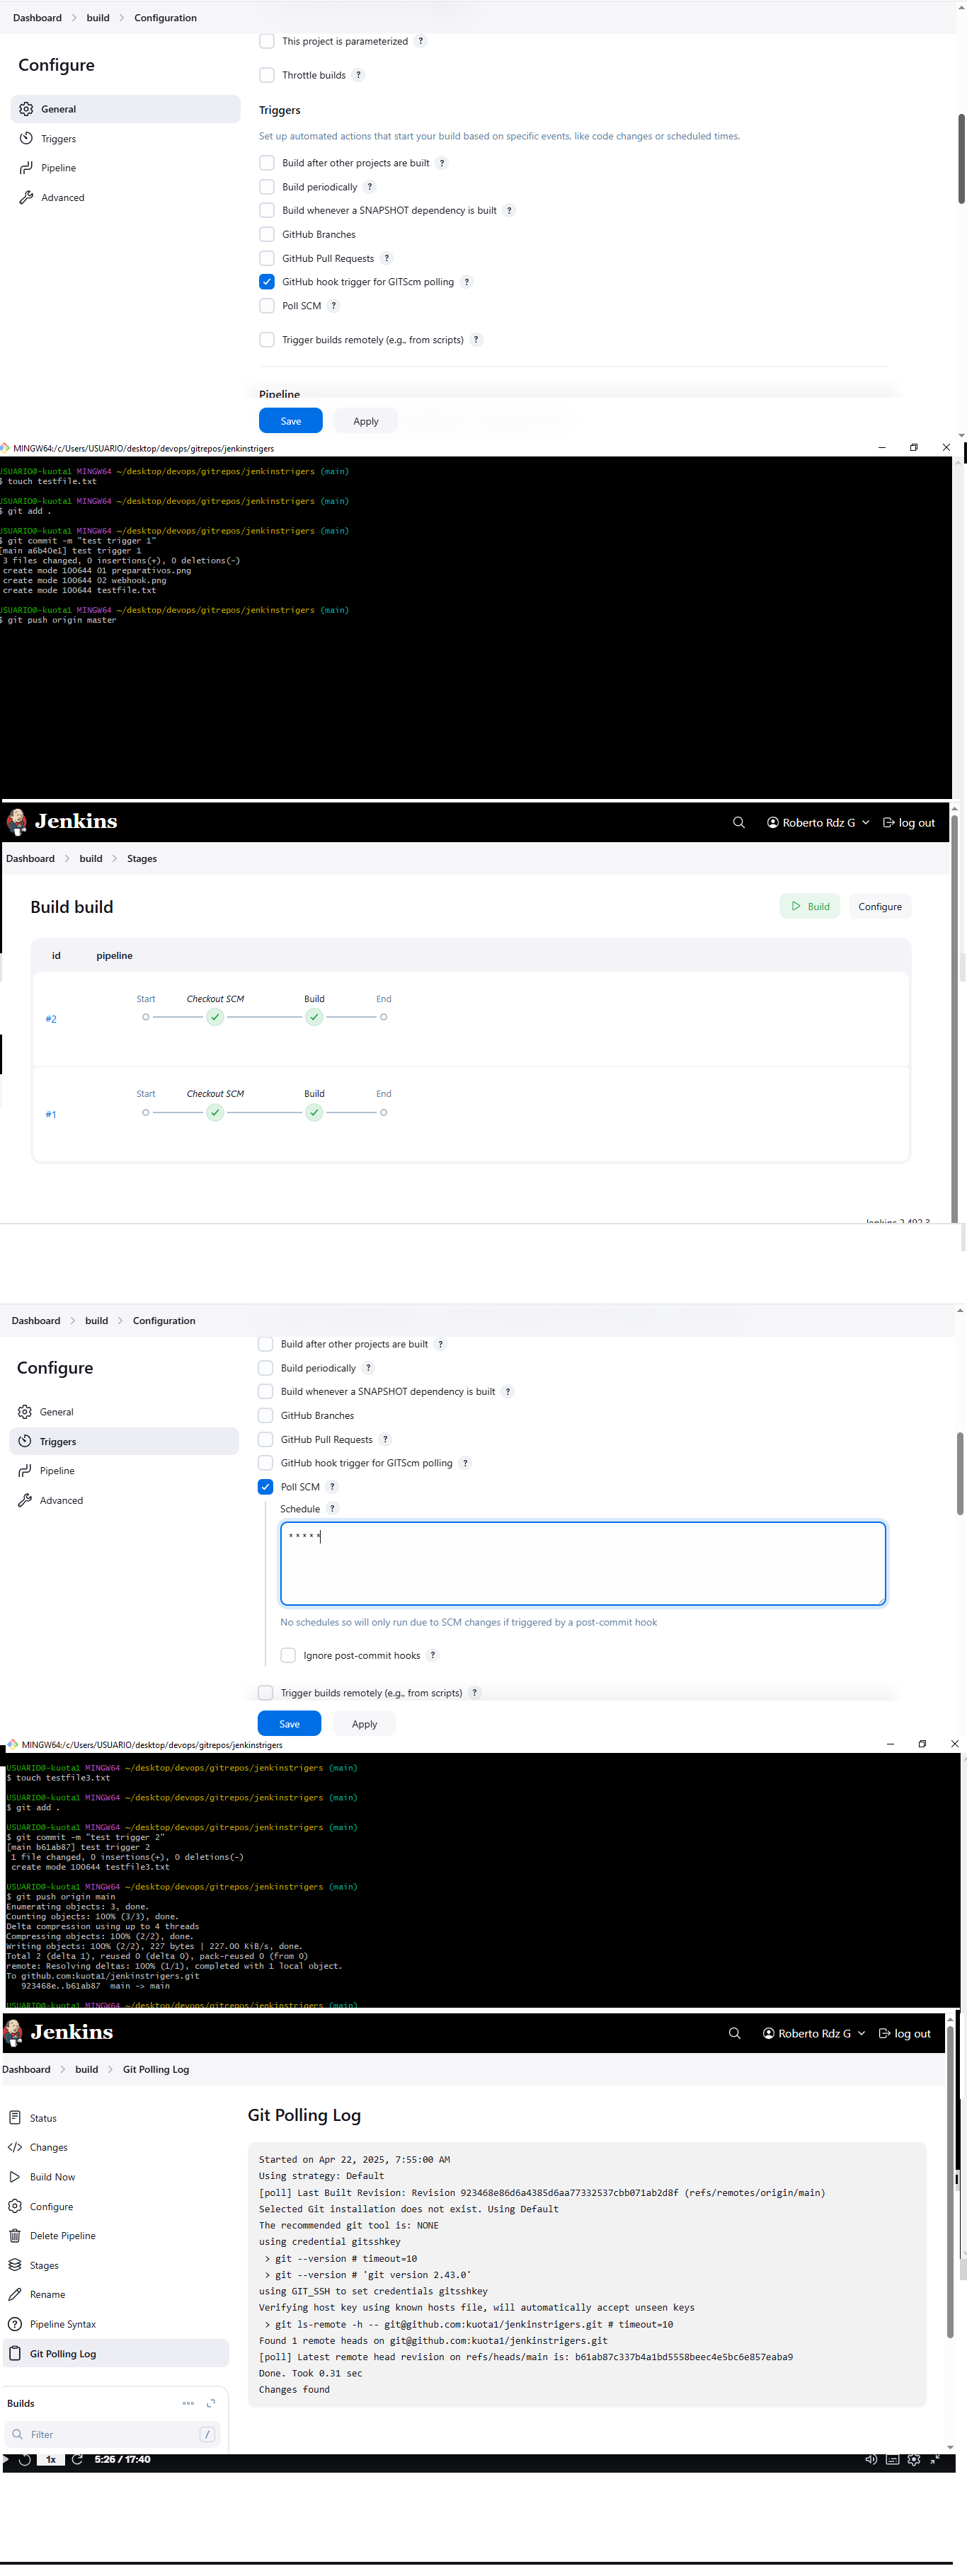 Dashboard > build > Configuration
This project is parameterized ?
Configure
Throttle builds ?
General
Triggers
Pipeline
Advanced
Triggers
Set up automated actions that start your build based on specific events, like code changes or scheduled times.
Build after other projects are built ?
Build periodically ?
Build whenever a SNAPSHOT dependency is built ?
GitHub Branches
GitHub Pull Requests ?
GitHub hook trigger for GITScm polling ?
Poll SCM ?
Trigger builds remotely (e.g., from scripts) ?
Pipeline
Save Apply
MINGW64:/c/Users/USUARIO/desktop/devops/gitrepos/jenkinstrigers
USUARIO@-kuota1 MINGW64 ~/desktop/devops/gitrepos/jenkinstrigers (main)
$ touch testfile.txt
USUARIO@-kuota1 MINGW64 ~/desktop/devops/gitrepos/jenkinstrigers (main)
$ git add .
USUARIO@-kuota1 MINGW64 ~/desktop/devops/gitrepos/jenkinstrigers (main)
$ git commit -m "test trigger 1"
[main a6b40e1] test trigger 1
3 files changed, 0 insertions(+), 0 deletions(-)
create mode 100644 01 preparativos.png
create mode 100644 02 webhook.png
create mode 100644 testfile.txt
USUARIO@-kuota1 MINGW64 ~/desktop/devops/gitrepos/jenkinstrigers (main)
$ git push origin master
Jenkins Roberto Rdz G log out
Dashboard > build > Stages
Build build Build Configure
id pipeline
Start Checkout SCM Build End
#2
Start Checkout SCM Build End
#1
Jenkins 2.492.3
Dashboard > build > Configuration
Build after other projects are built ?
Configure
Build periodically ?
Build whenever a SNAPSHOT dependency is built ?
General
GitHub Branches
Triggers
GitHub Pull Requests ?
Pipeline
GitHub hook trigger for GITScm polling ?
Advanced
Poll SCM ?
Schedule ?
* * * * *
No schedules so will only run due to SCM changes if triggered by a post-commit hook
Ignore post-commit hooks ?
Trigger builds remotely (e.g., from scripts) ?
Save Apply
MINGW64:/c/Users/USUARIO/desktop/devops/gitrepos/jenkinstrigers
USUARIO@-kuota1 MINGW64 ~/desktop/devops/gitrepos/jenkinstrigers (main)
$ touch testfile3.txt
USUARIO@-kuota1 MINGW64 ~/desktop/devops/gitrepos/jenkinstrigers (main)
$ git add .
USUARIO@-kuota1 MINGW64 ~/desktop/devops/gitrepos/jenkinstrigers (main)
$ git commit -m "test trigger 2"
[main b61ab87] test trigger 2
1 file changed, 0 insertions(+), 0 deletions(-)
create mode 100644 testfile3.txt
USUARIO@-kuota1 MINGW64 ~/desktop/devops/gitrepos/jenkinstrigers (main)
$ git push origin main
Enumerating objects: 3, done.
Counting objects: 100% (3/3), done.
Delta compression using up to 4 threads
Compressing objects: 100% (2/2), done.
Writing objects: 100% (2/2), 227 bytes | 227.00 KiB/s, done.
Total 2 (delta 1), reused 0 (delta 0), pack-reused 0 (from 0)
remote: Resolving deltas: 100% (1/1), completed with 1 local object.
To github.com:kuota1/jenkinstrigers.git
923468e..b61ab87 main -> main
USUARIO@-kuota1 MINGW64 ~/desktop/devops/gitrepos/jenkinstrigers (main)
Jenkins Roberto Rdz G log out
Dashboard > build > Git Polling Log
Status
Changes
Build Now
Configure
Delete Pipeline
Stages
Rename
Pipeline Syntax
Git Polling Log
Builds
Filter /
Git Polling Log
Started on Apr 22, 2025, 7:55:00 AM
Using strategy: Default
[poll] Last Built Revision: Revision 923468e86d6a4385d6aa77332537cbb071ab2d8f (refs/remotes/origin/main)
Selected Git installation does not exist. Using Default
The recommended git tool is: NONE
using credential gitsshkey
> git --version # timeout=10
> git --version # 'git version 2.43.0'
using GIT_SSH to set credentials gitsshkey
Verifying host key using known hosts file, will automatically accept unseen keys
> git ls-remote -h -- git@github.com:kuota1/jenkinstrigers.git # timeout=10
Found 1 remote heads on git@github.com:kuota1/jenkinstrigers.git
[poll] Latest remote head revision on refs/heads/main is: b61ab87c337b4a1bd5558beec4e5bc6e857eaba9
Done. Took 0.31 sec
Changes found
1x 5:26 / 17:40